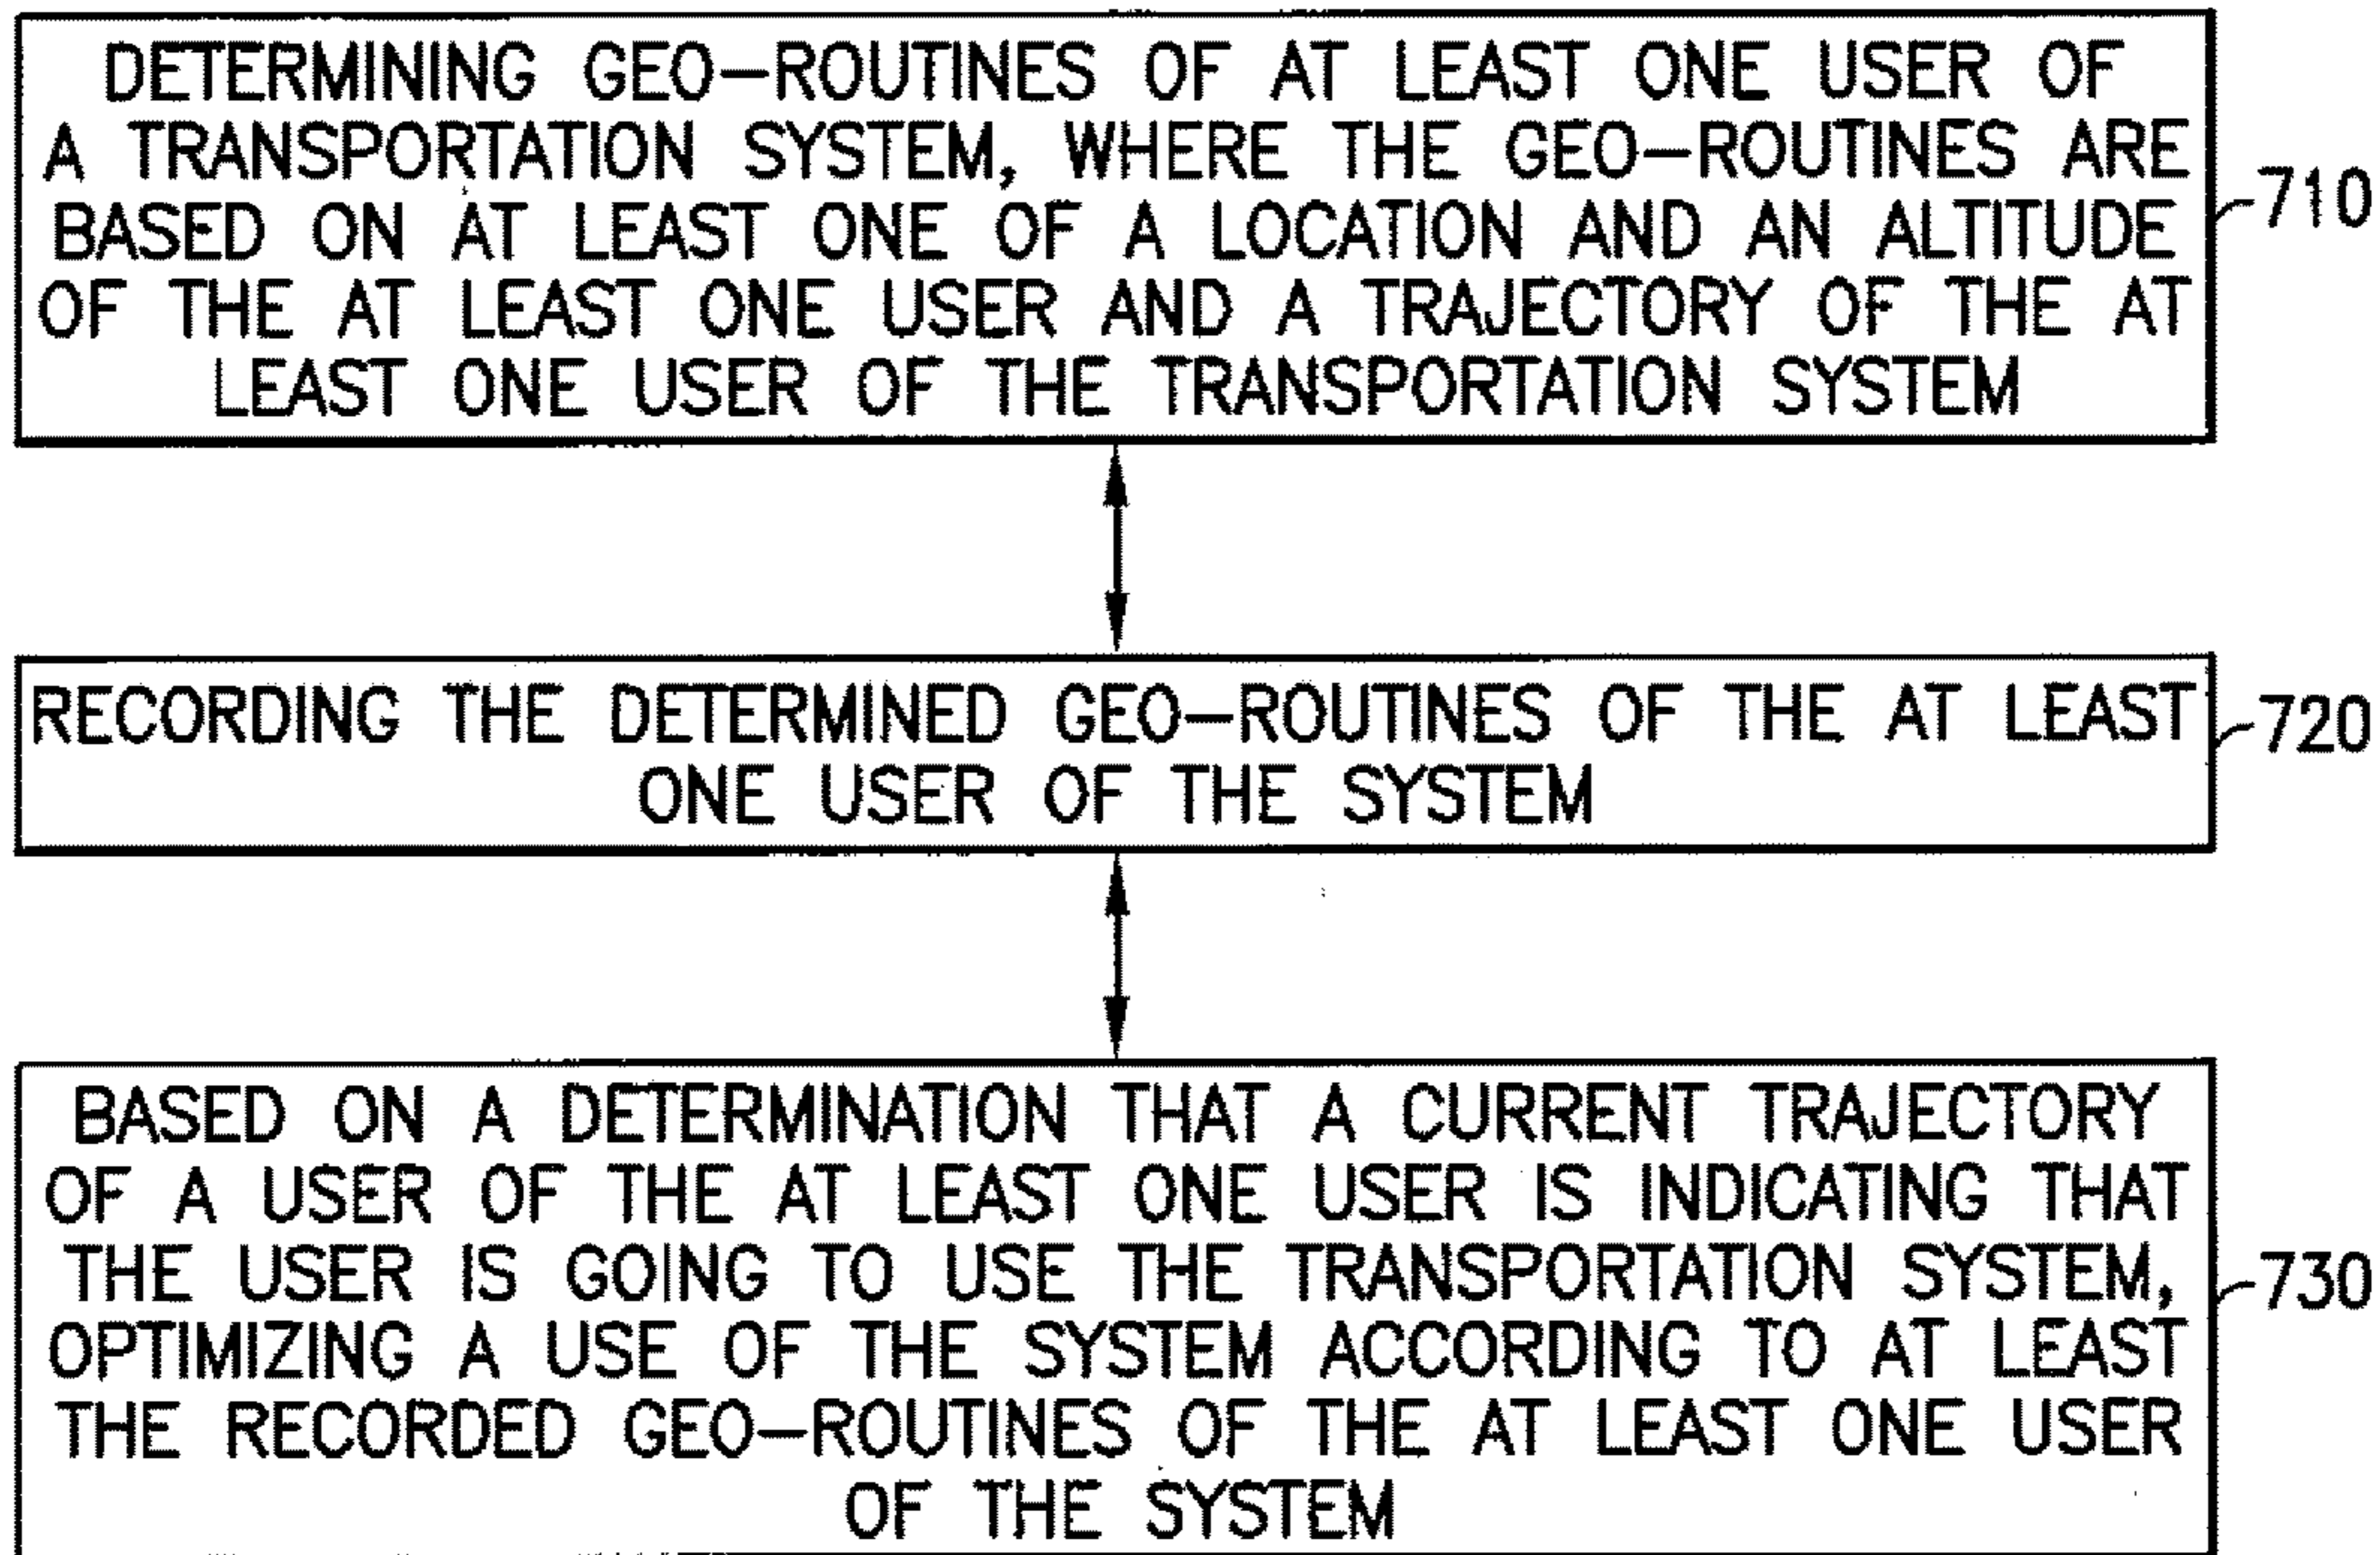 DETERMINING GEO-ROUTINES OF AT LEAST ONE USER OF
A TRANSPORTATION SYSTEM, WHERE THE GEO-ROUTINES ARE
BASED ON AT LEAST ONE OF A LOCATION AND AN ALTITUDE
OF THE AT LEAST ONE USER AND A TRAJECTORY OF THE AT
LEAST ONE USER OF THE TRANSPORTATION SYSTEM
710
RECORDING THE DETERMINED GEO-ROUTINES OF THE AT LEAST
ONE USER OF THE SYSTEM
720
BASED ON A DETERMINATION THAT A CURRENT TRAJECTORY
OF A USER OF THE AT LEAST ONE USER IS INDICATING THAT
THE USER IS GOING TO USE THE TRANSPORTATION SYSTEM,
OPTIMIZING A USE OF THE SYSTEM ACCORDING TO AT LEAST
THE RECORDED GEO-ROUTINES OF THE AT LEAST ONE USER
OF THE SYSTEM
730